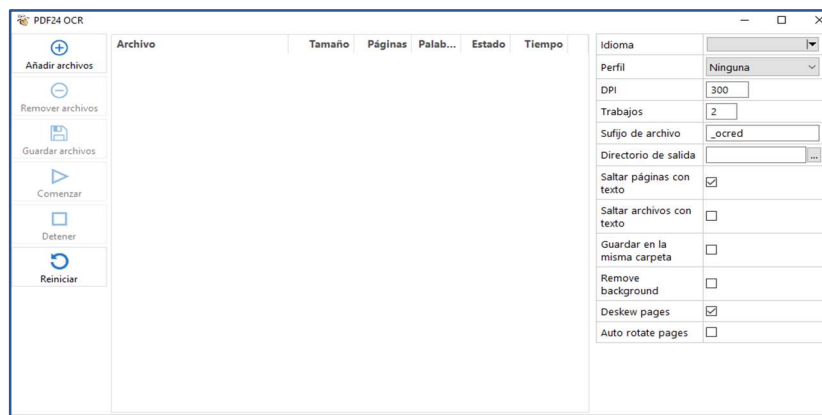 PDF24 OCR
Añadir archivos
Remover archivos
Guardar archivos
Comenzar
Detener
Reiniciar
Archivo Tamaño Páginas Palab... Estado Tiempo
Idioma
Perfil Ninguna
DPI 300
Trabajos 2
Sufijo de archivo _ocred
Directorio de salida ...
Saltar páginas con
texto
Saltar archivos con
texto
Guardar en la
misma carpeta
Remove
background
Deskew pages
Auto rotate pages